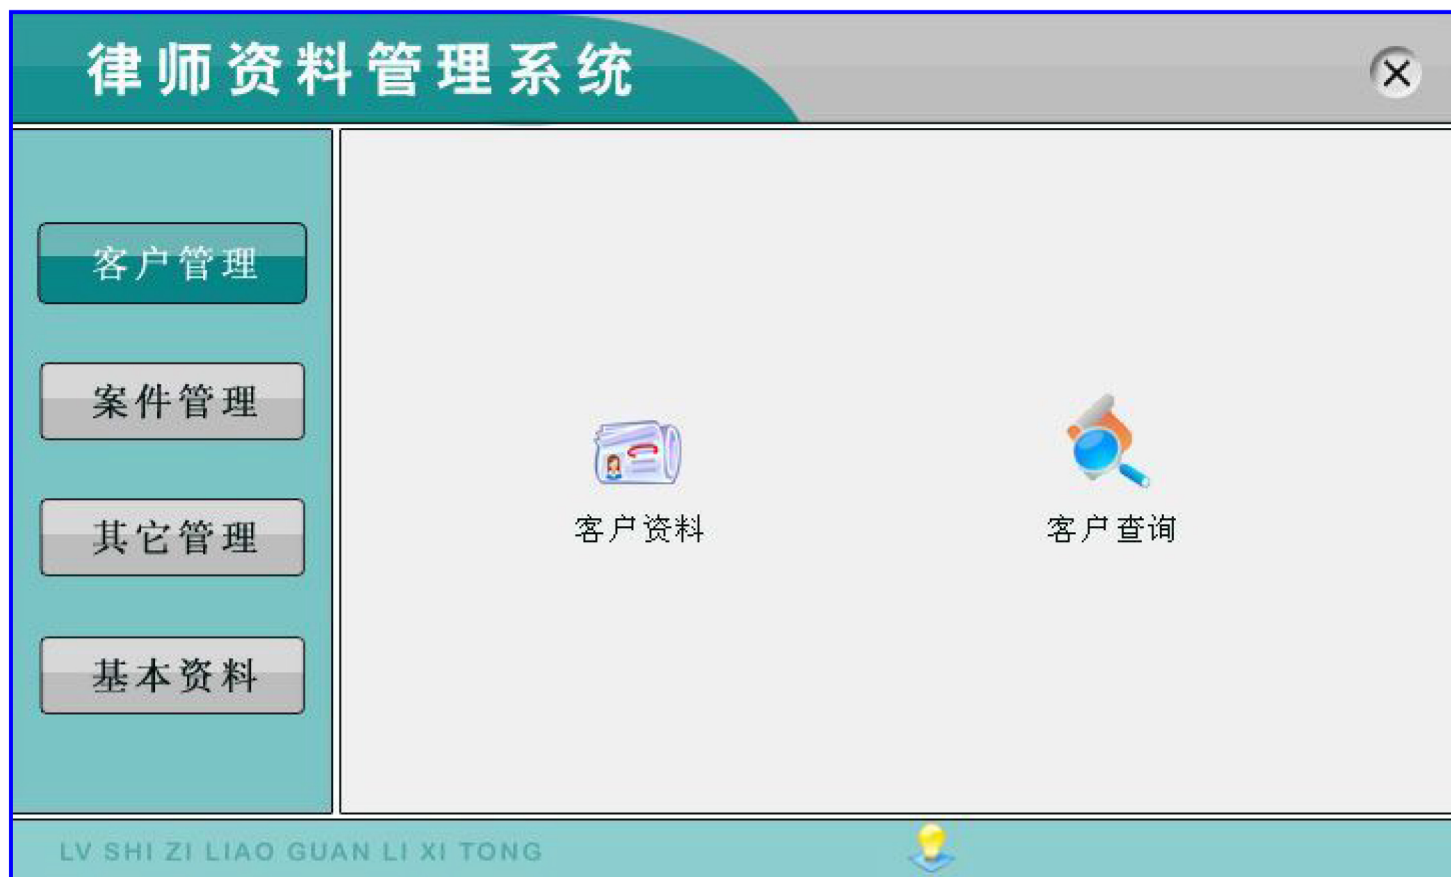 律师资料管理系统
客户管理
案件管理
其它管理
基本资料
客户资料
客户查询
LV SHI ZI LIAO GUAN LI XI TONG